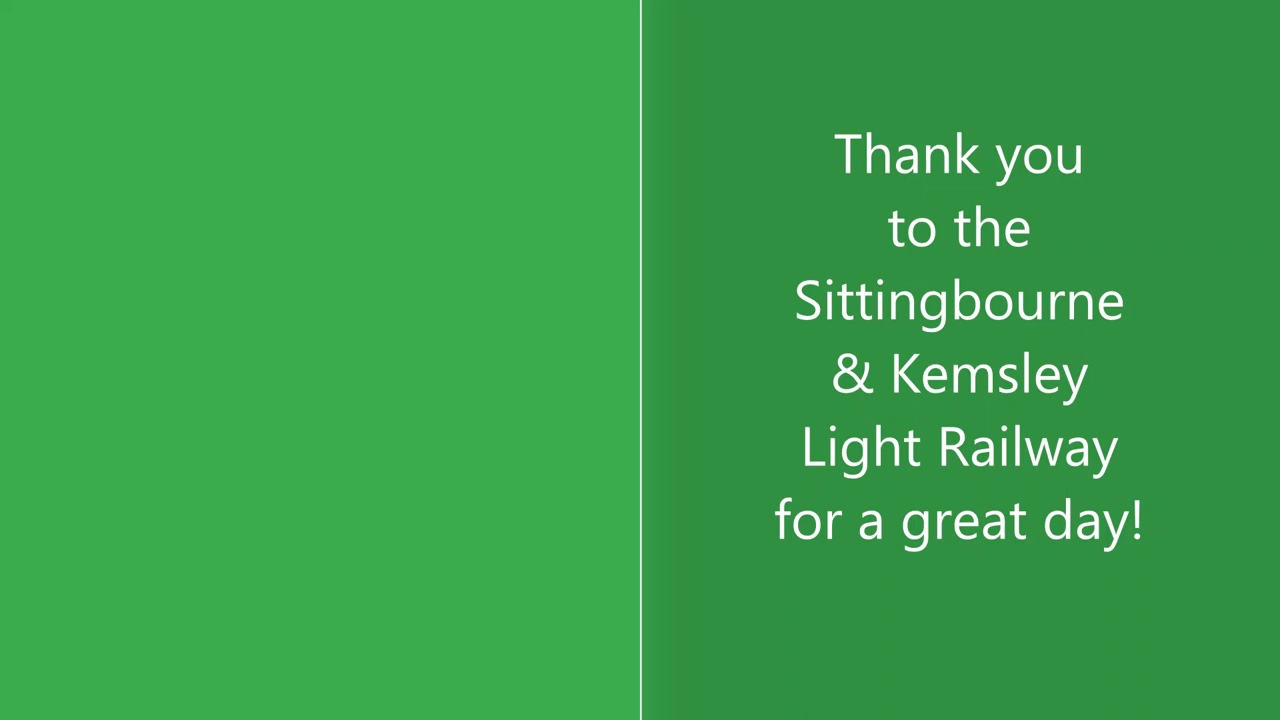 Thank you
to the
Sittingbourne
& Kemsley
Light Railway
for a great day!